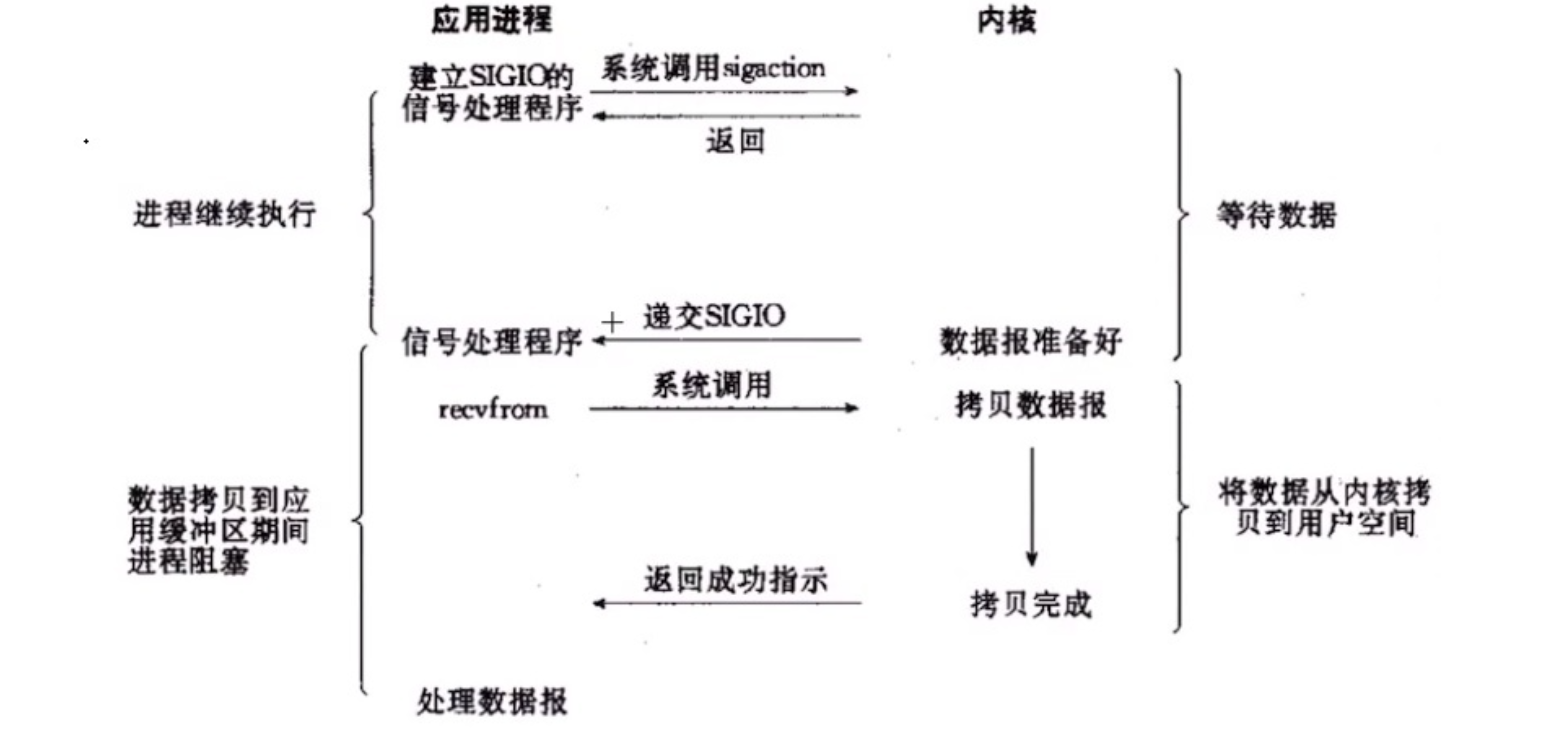 应用进程
内核
建立SIGIO的
信号处理程序
系统调用sigaction
返回
进程继续执行
等待数据
递交SIGIO
信号处理程序
数据报准备好
系统调用
recvfrom
拷贝数据报
数据拷贝到应
用缓冲区期间
进程阻塞
将数据从内核拷
贝到用户空间
返回成功指示
拷贝完成
处理数据报